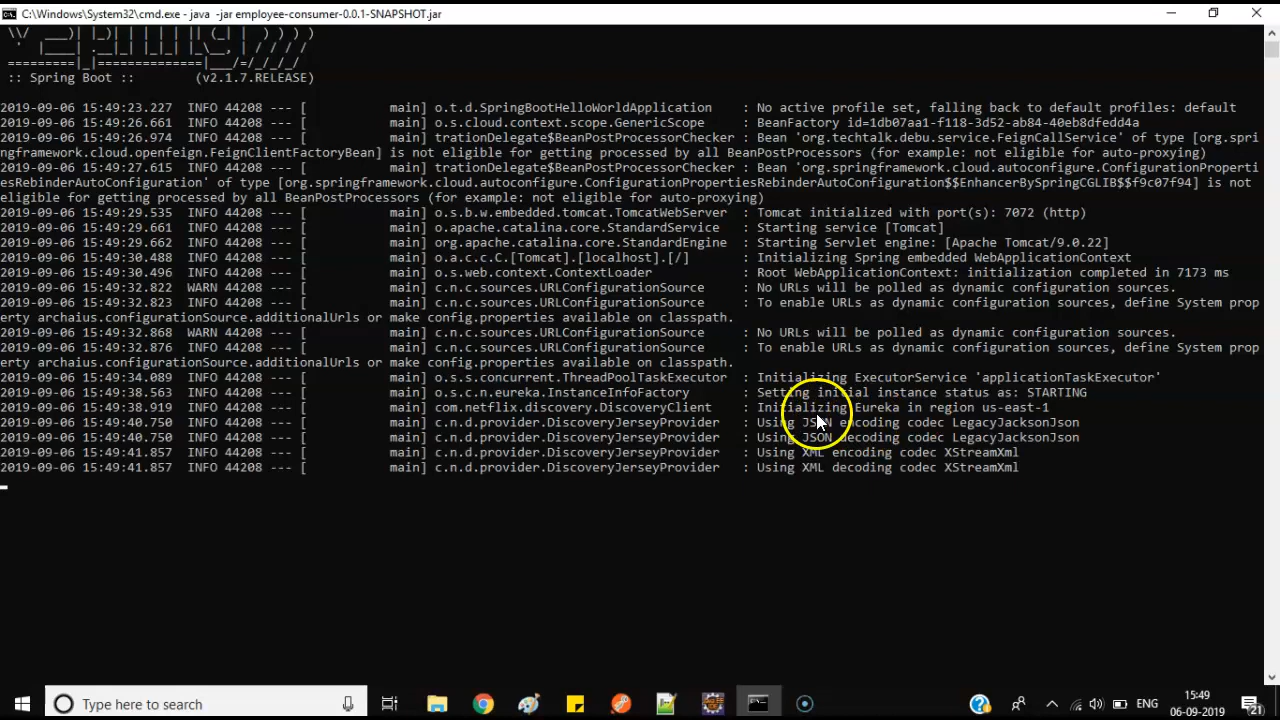 C:\Windows\System32\cmd.exe - java  -jar employee-consumer-0.0.1-SNAPSHOT.jar
:: Spring Boot ::        (v2.1.7.RELEASE)
2019-09-06 15:49:23.227  INFO 44208 --- [           main] o.t.d.SpringBootHelloWorldApplication    : No active profile set, falling back to default profiles: default
2019-09-06 15:49:26.661  INFO 44208 --- [           main] o.s.cloud.context.scope.GenericScope     : BeanFactory id=1db07aa1-f118-3d52-ab84-40eb8dfedd4a
2019-09-06 15:49:26.974  INFO 44208 --- [           main] trationDelegate$BeanPostProcessorChecker : Bean 'org.techtalk.debu.service.FeignCallService' of type [org.spri
ngframework.cloud.openfeign.FeignClientFactoryBean] is not eligible for getting processed by all BeanPostProcessors (for example: not eligible for auto-proxying)
2019-09-06 15:49:27.615  INFO 44208 --- [           main] trationDelegate$BeanPostProcessorChecker : Bean 'org.springframework.cloud.autoconfigure.ConfigurationProperti
esRebinderAutoConfiguration' of type [org.springframework.cloud.autoconfigure.ConfigurationPropertiesRebinderAutoConfiguration$$EnhancerBySpringCGLIB$$f9c07f94] is not
eligible for getting processed by all BeanPostProcessors (for example: not eligible for auto-proxying)
2019-09-06 15:49:29.535  INFO 44208 --- [           main] o.s.b.w.embedded.tomcat.TomcatWebServer  : Tomcat initialized with port(s): 7072 (http)
2019-09-06 15:49:29.661  INFO 44208 --- [           main] o.apache.catalina.core.StandardService   : Starting service [Tomcat]
2019-09-06 15:49:29.662  INFO 44208 --- [           main] org.apache.catalina.core.StandardEngine  : Starting Servlet engine: [Apache Tomcat/9.0.22]
2019-09-06 15:49:30.488  INFO 44208 --- [           main] o.a.c.c.C.[Tomcat].[localhost].[/]       : Initializing Spring embedded WebApplicationContext
2019-09-06 15:49:30.496  INFO 44208 --- [           main] o.s.web.context.ContextLoader            : Root WebApplicationContext: initialization completed in 7173 ms
2019-09-06 15:49:32.822  WARN 44208 --- [           main] c.n.c.sources.URLConfigurationSource     : No URLs will be polled as dynamic configuration sources.
2019-09-06 15:49:32.823  INFO 44208 --- [           main] c.n.c.sources.URLConfigurationSource     : To enable URLs as dynamic configuration sources, define System prop
erty archaius.configurationSource.additionalUrls or make config.properties available on classpath.
2019-09-06 15:49:32.868  WARN 44208 --- [           main] c.n.c.sources.URLConfigurationSource     : No URLs will be polled as dynamic configuration sources.
2019-09-06 15:49:32.876  INFO 44208 --- [           main] c.n.c.sources.URLConfigurationSource     : To enable URLs as dynamic configuration sources, define System prop
erty archaius.configurationSource.additionalUrls or make config.properties available on classpath.
2019-09-06 15:49:34.089  INFO 44208 --- [           main] o.s.s.concurrent.ThreadPoolTaskExecutor  : Initializing ExecutorService 'applicationTaskExecutor'
2019-09-06 15:49:38.563  INFO 44208 --- [           main] o.s.c.n.eureka.InstanceInfoFactory       : Setting initial instance status as: STARTING
2019-09-06 15:49:38.919  INFO 44208 --- [           main] com.netflix.discovery.DiscoveryClient    : Initializing Eureka in region us-east-1
2019-09-06 15:49:40.750  INFO 44208 --- [           main] c.n.d.provider.DiscoveryJerseyProvider   : Using JSON encoding codec LegacyJacksonJson
2019-09-06 15:49:40.750  INFO 44208 --- [           main] c.n.d.provider.DiscoveryJerseyProvider   : Using JSON decoding codec LegacyJacksonJson
2019-09-06 15:49:41.857  INFO 44208 --- [           main] c.n.d.provider.DiscoveryJerseyProvider   : Using XML encoding codec XStreamXml
2019-09-06 15:49:41.857  INFO 44208 --- [           main] c.n.d.provider.DiscoveryJerseyProvider   : Using XML decoding codec XStreamXml
Type here to search
ENG
15:49
06-09-2019
21